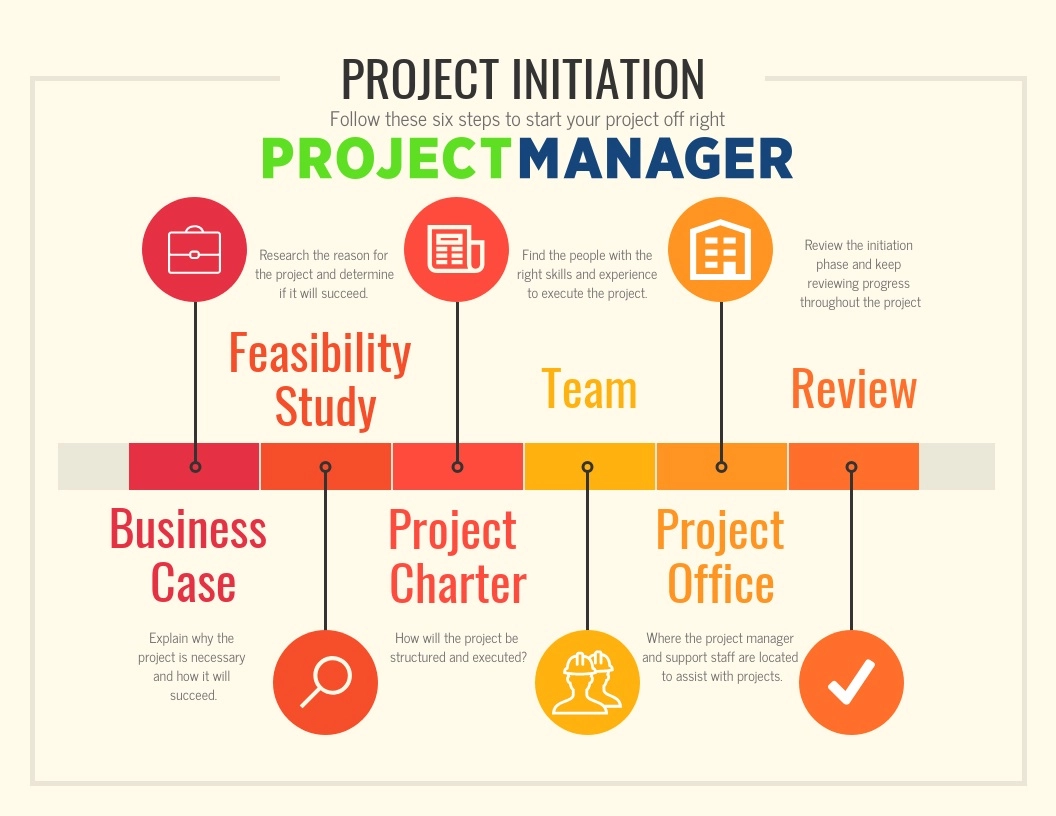 PROJECT INITIATION
Follow these six steps to start your project off right
PROJECTMANAGER
Business
Case
Explain why the
project is necessary
and how it will
succeed.
Research the reason for
the project and determine
if it will succeed.
Feasibility
Study
Project
Charter
How will the project be
structured and executed?
Find the people with the
right skills and experience
to execute the project.
Team
Project
Office
Where the project manager
and support staff are located
to assist with projects.
Review the initiation
phase and keep
reviewing progress
throughout the project
Review